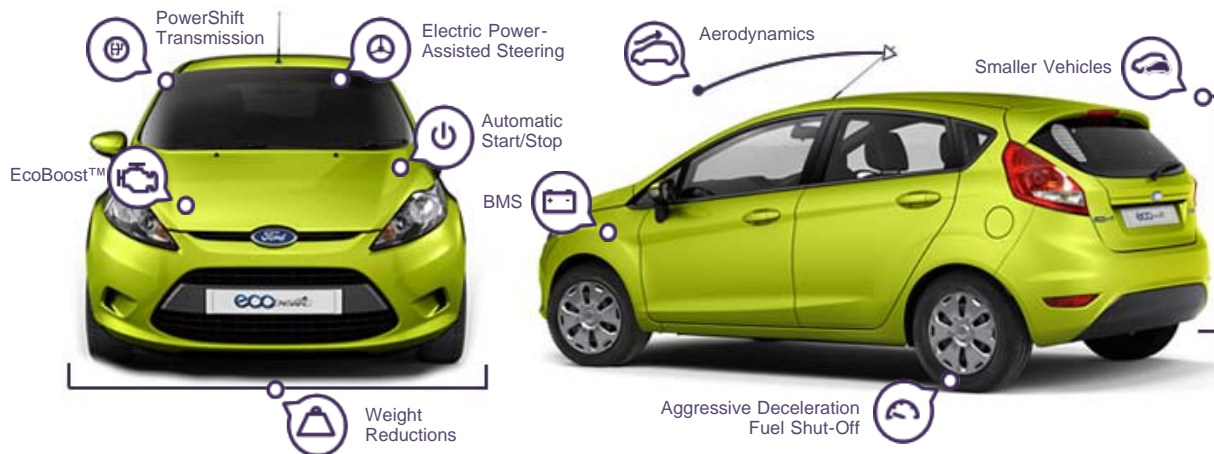 PowerShift
Transmission
Electric Power-
Assisted Steering
Automatic
Start/Stop
EcoBoost™
Ford
eco
Weight
Reductions
Aerodynamics
Smaller Vehicles
BMS
eco
Aggressive Deceleration
Fuel Shut-Off